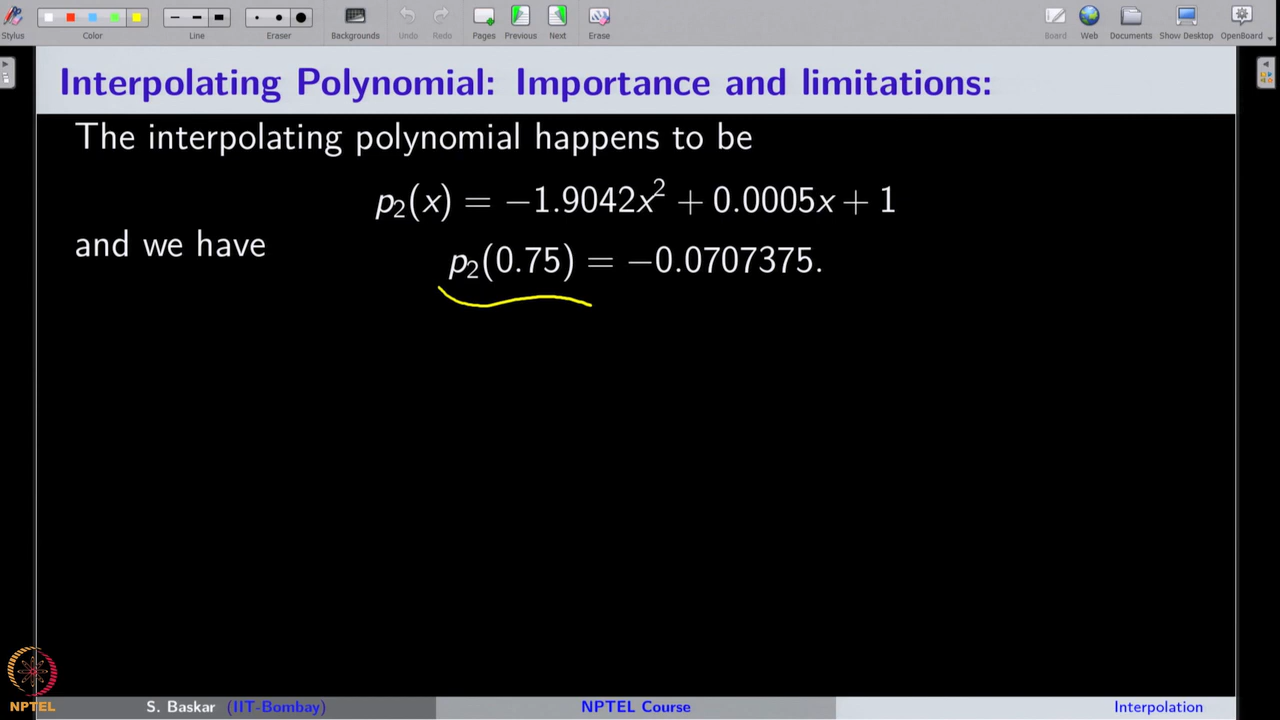 Stylus
Color
Line
Eraser
Backgrounds
Undo
Redo
Pages
Previous
Next
Erase
Board
Web
Documents
Show Desktop
OpenBoard
Interpolating Polynomial: Importance and limitations:
The interpolating polynomial happens to be
p₂(x) = −1.9042x² + 0.0005x + 1
and we have
p₂(0.75) = −0.0707375.
NPTEL
S. Baskar (IIT-Bombay)
NPTEL Course
Interpolation